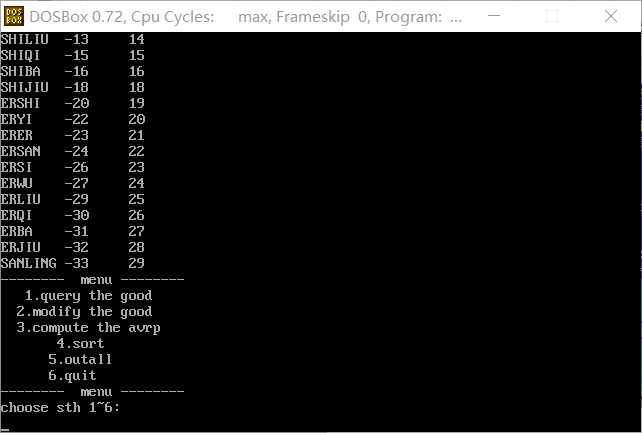 DOS BOX DOSBox 0.72, Cpu Cycles: max, Frameskip 0, Program: ...
SHILIU -13 14
SHIQI -15 15
SHIBA -16 16
SHIJIU -18 18
ERSHI -20 19
ERYI -22 20
ERER -23 21
ERSAN -24 22
ERSI -26 23
ERWU -27 24
ERLIU -29 25
ERQI -30 26
ERBA -31 27
ERJIU -32 28
SANLING -33 29
-------- menu --------
1.query the good
2.modify the good
3.compute the avrp
4.sort
5.outall
6.quit
-------- menu --------
choose sth 1~6:
_